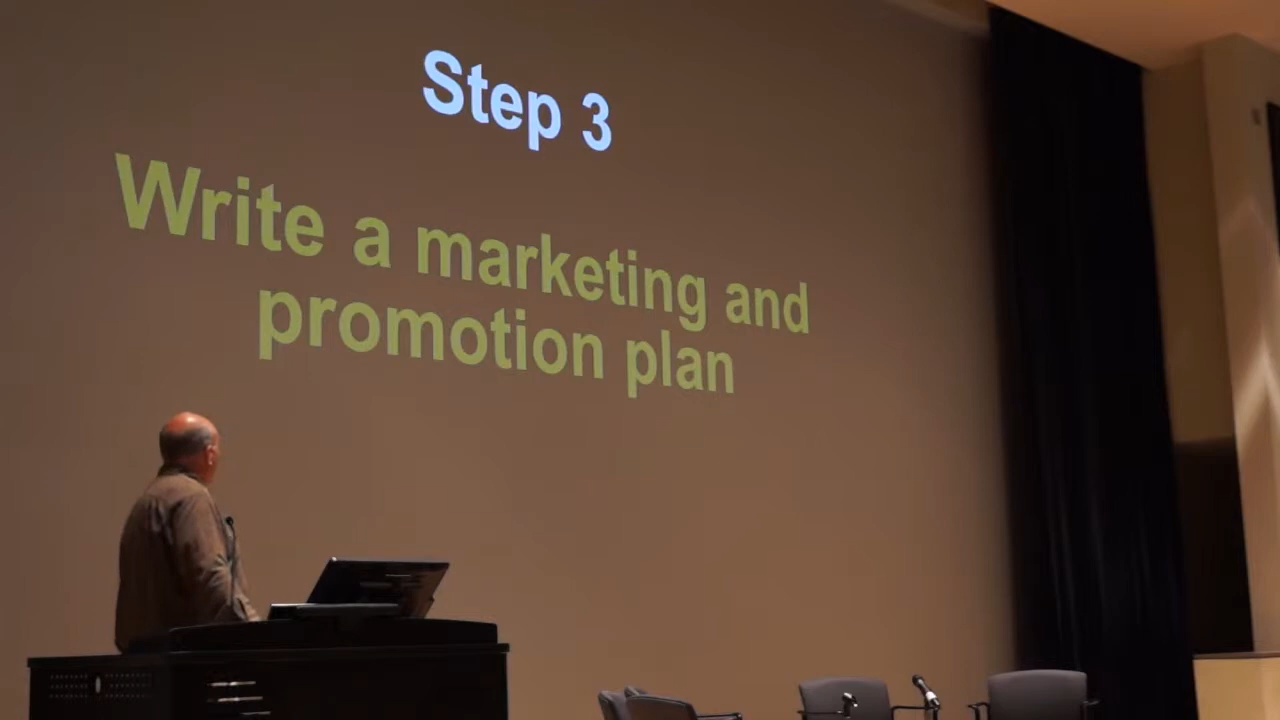 Step 3
Write a marketing and
promotion plan